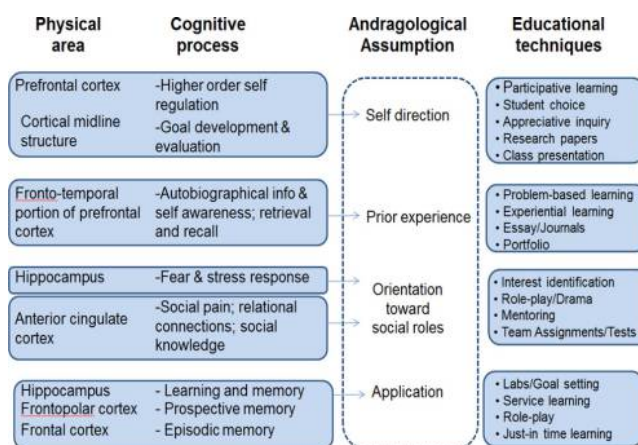 Physical area
Cognitive process
Andragological Assumption
Educational techniques
Prefrontal cortex
Cortical midline structure
-Higher order self regulation
-Goal development & evaluation
Self direction
• Participative learning
• Student choice
• Appreciative inquiry
• Research papers
• Class presentation
Fronto-temporal portion of prefrontal cortex
-Autobiographical info & self awareness; retrieval and recall
Prior experience
• Problem-based learning
• Experiential learning
• Essay/Journals
• Portfolio
Hippocampus
-Fear & stress response
Anterior cingulate cortex
-Social pain; relational connections; social knowledge
Orientation toward social roles
• Interest identification
• Role-play/Drama
• Mentoring
• Team Assignments/Tests
Hippocampus
Frontopolar cortex
Frontal cortex
- Learning and memory
- Prospective memory
- Episodic memory
Application
• Labs/Goal setting
• Service learning
• Role-play
• Just-in time learning